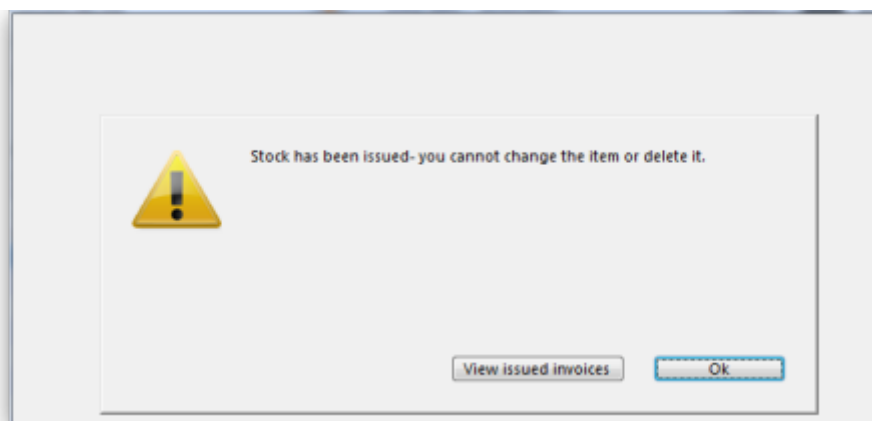 Stock has been issued- you cannot change the item or delete it.
View issued invoices
Ok